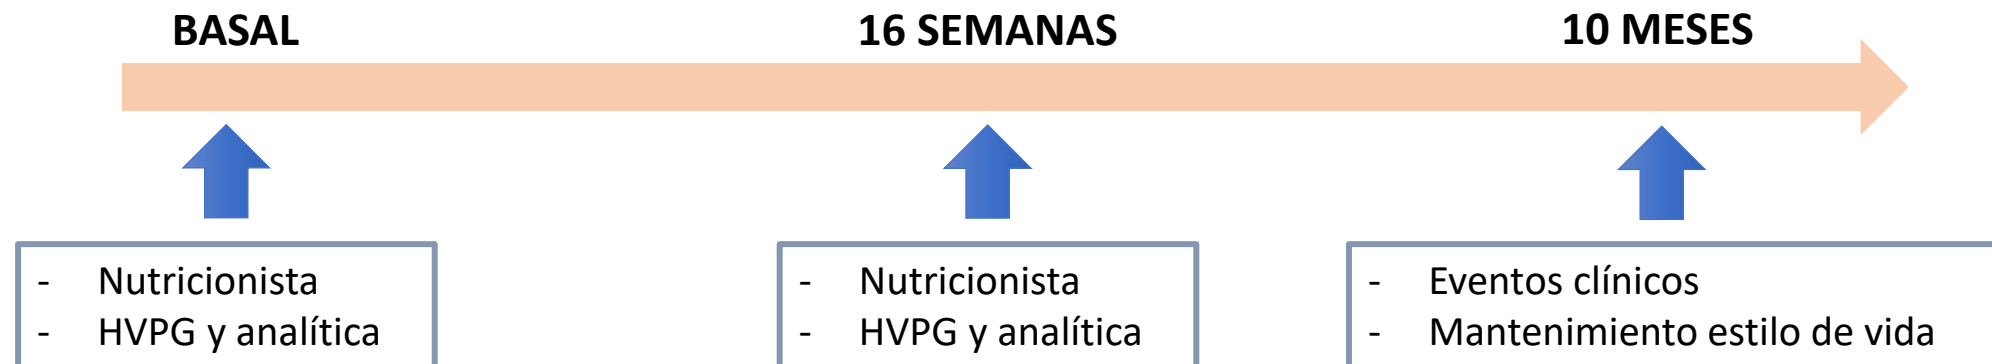 BASAL
16 SEMANAS
10 MESES
- Nutricionista
- HVPG y analítica
- Nutricionista
- HVPG y analítica
- Eventos clínicos
- Mantenimiento estilo de vida